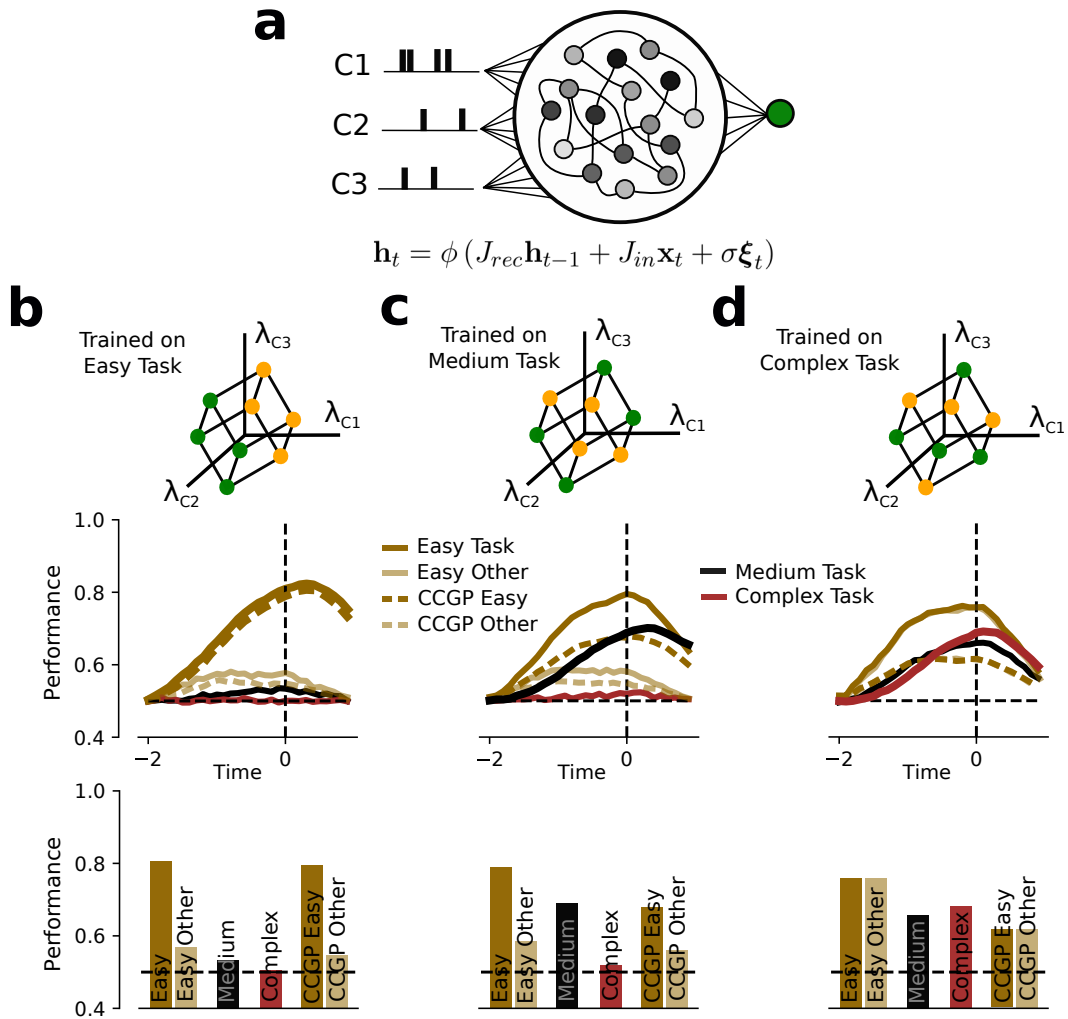 a
C1
C2
C3
𝐡ₜ = ϕ (J_rec 𝐡ₜ₋₁ + J_in 𝐱ₜ + σ𝝃ₜ)
b
Trained on
Easy Task
λC3
λC1
λC2
c
Trained on
Medium Task
λC3
λC1
λC2
d
Trained on
Complex Task
λC3
λC1
λC2
Performance
1.0
0.8
0.6
0.4
−2
0
Time
Easy Task
Easy Other
CCGP Easy
CCGP Other
−2
0
Time
Medium Task
Complex Task
−2
0
Time
Performance
1.0
0.8
0.6
0.4
Easy
Easy Other
Medium
Complex
CCGP Easy
CCGP Other
Easy
Easy Other
Medium
Complex
CCGP Easy
CCGP Other
Easy
Easy Other
Medium
Complex
CCGP Easy
CCGP Other